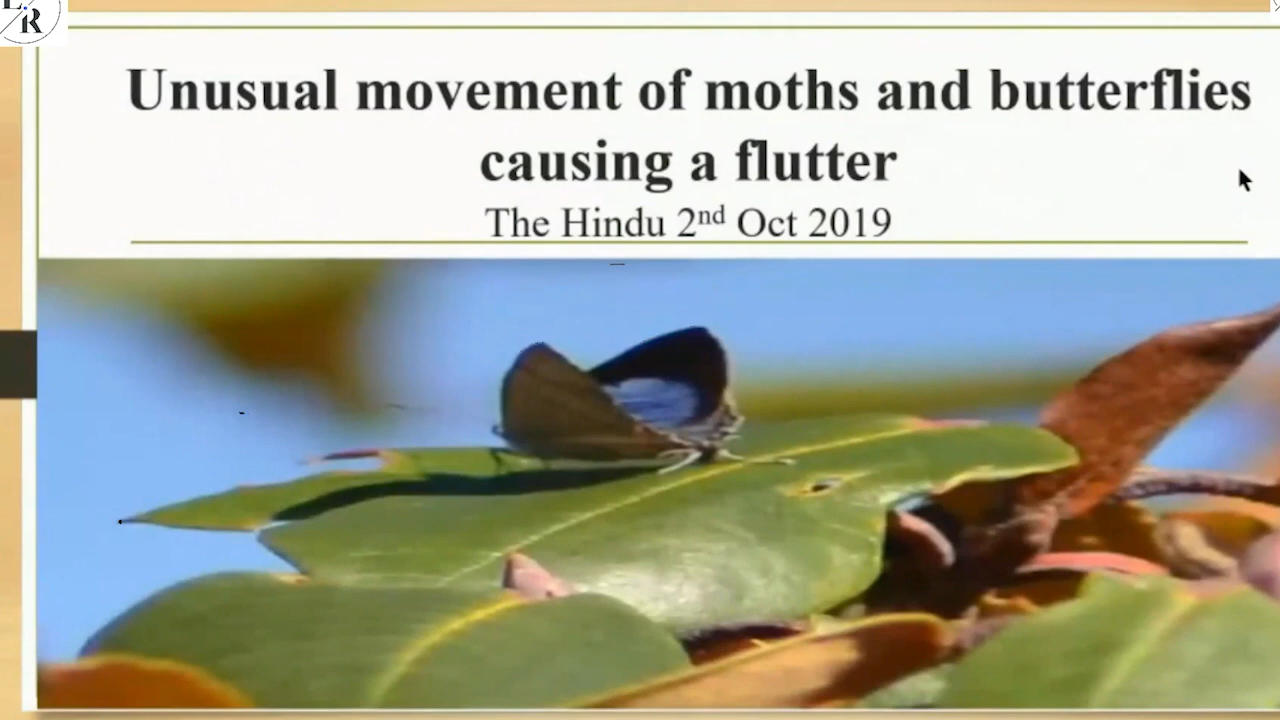 L.
R
Unusual movement of moths and butterflies
causing a flutter
The Hindu 2nd Oct 2019